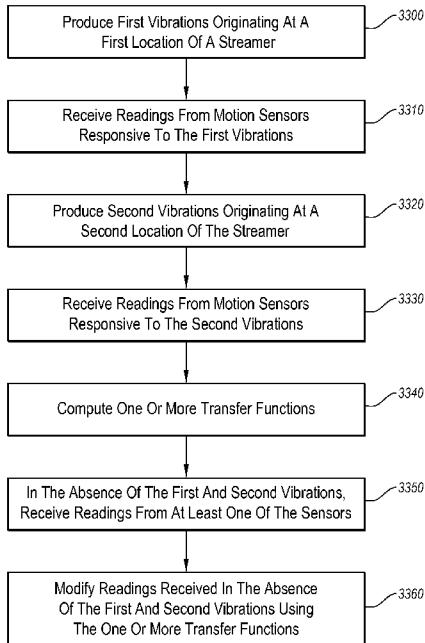 Produce First Vibrations Originating At A
First Location Of A Streamer
3300
Receive Readings From Motion Sensors
Responsive To The First Vibrations
3310
Produce Second Vibrations Originating At A
Second Location Of The Streamer
3320
Receive Readings From Motion Sensors
Responsive To The Second Vibrations
3330
Compute One Or More Transfer Functions
3340
In The Absence Of The First And Second Vibrations,
Receive Readings From At Least One Of The Sensors
3350
Modify Readings Received In The Absence
Of The First And Second Vibrations Using
The One Or More Transfer Functions
3360